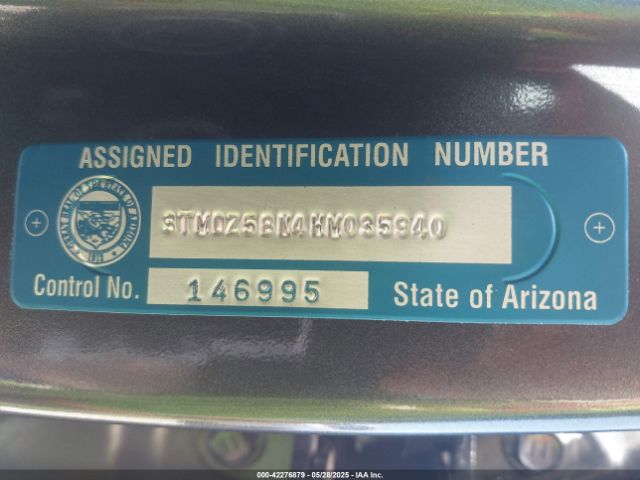 ASSIGNED IDENTIFICATION NUMBER
3TMDZ5BN4HM035940
Control No. 146995 State of Arizona
000-42276879 - 05/28/2025 - IAA Inc.